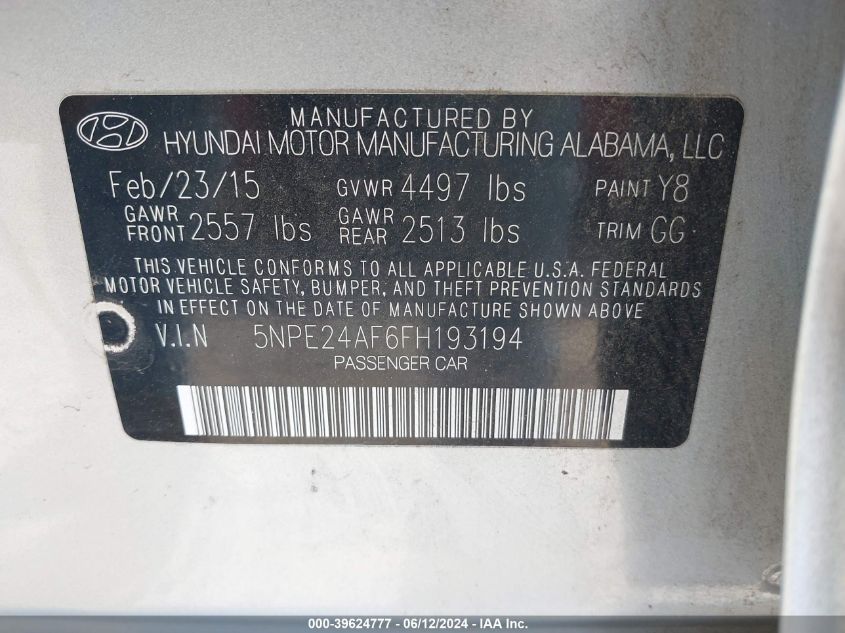 MANUFACTURED BY
HYUNDAI MOTOR MANUFACTURING ALABAMA, LLC
Feb/23/15 GVWR 4497 lbs PAINT Y8
GAWR FRONT 2557 lbs GAWR REAR 2513 lbs TRIM GG
THIS VEHICLE CONFORMS TO ALL APPLICABLE U.S.A. FEDERAL
MOTOR VEHICLE SAFETY, BUMPER, AND THEFT PREVENTION STANDARDS
IN EFFECT ON THE DATE OF MANUFACTURE SHOWN ABOVE
V.I.N 5NPE24AF6FH193194
PASSENGER CAR
000-39624777 - 06/12/2024 - IAA Inc.